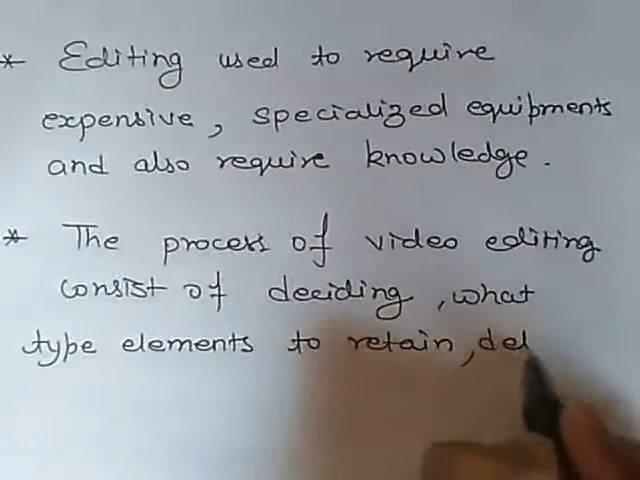 * Editing used to require
expensive, specialized equipments
and also require knowledge.
* The process of video editing
consist of deciding, what
type elements to retain, del